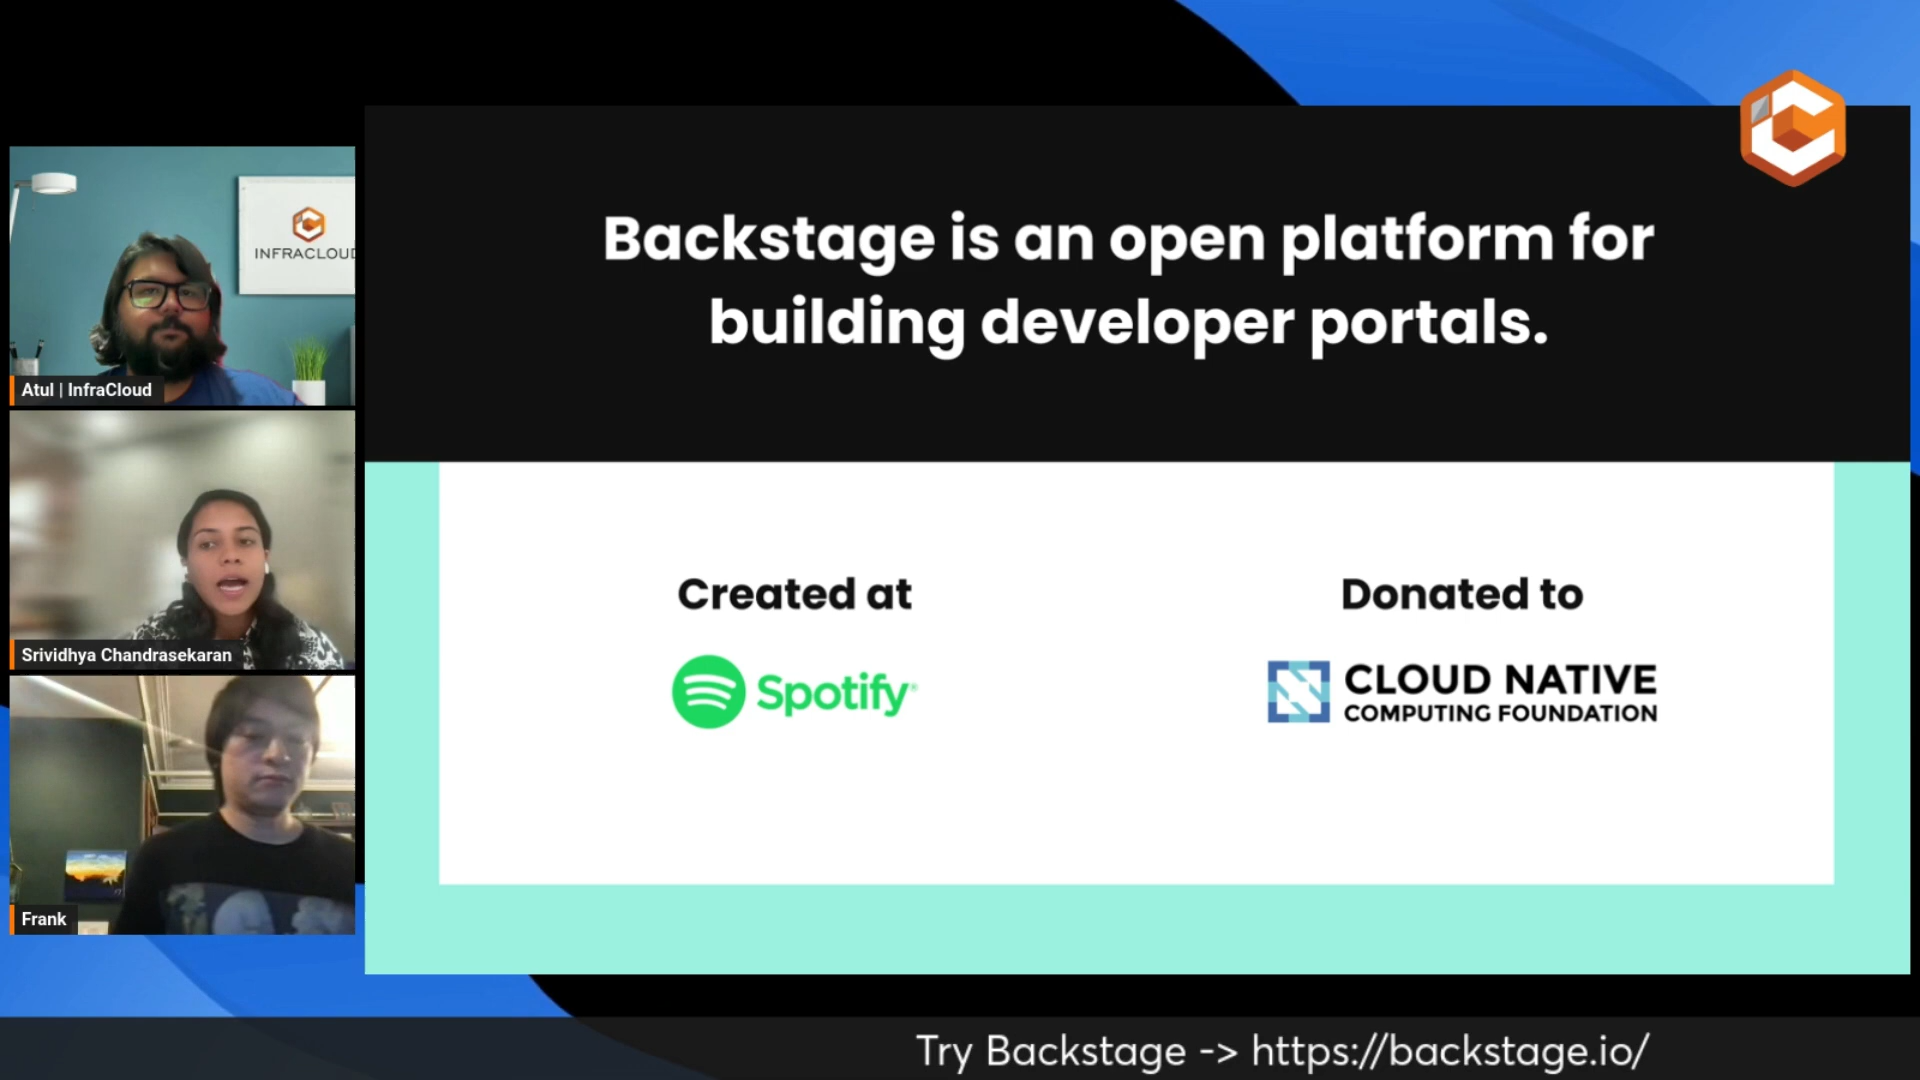 INFRACLOUD
Atul | InfraCloud
Srividhya Chandrasekaran
Frank
Backstage is an open platform for
building developer portals.
Created at
Spotify®
Donated to
CLOUD NATIVE
COMPUTING FOUNDATION
Try Backstage -> https://backstage.io/